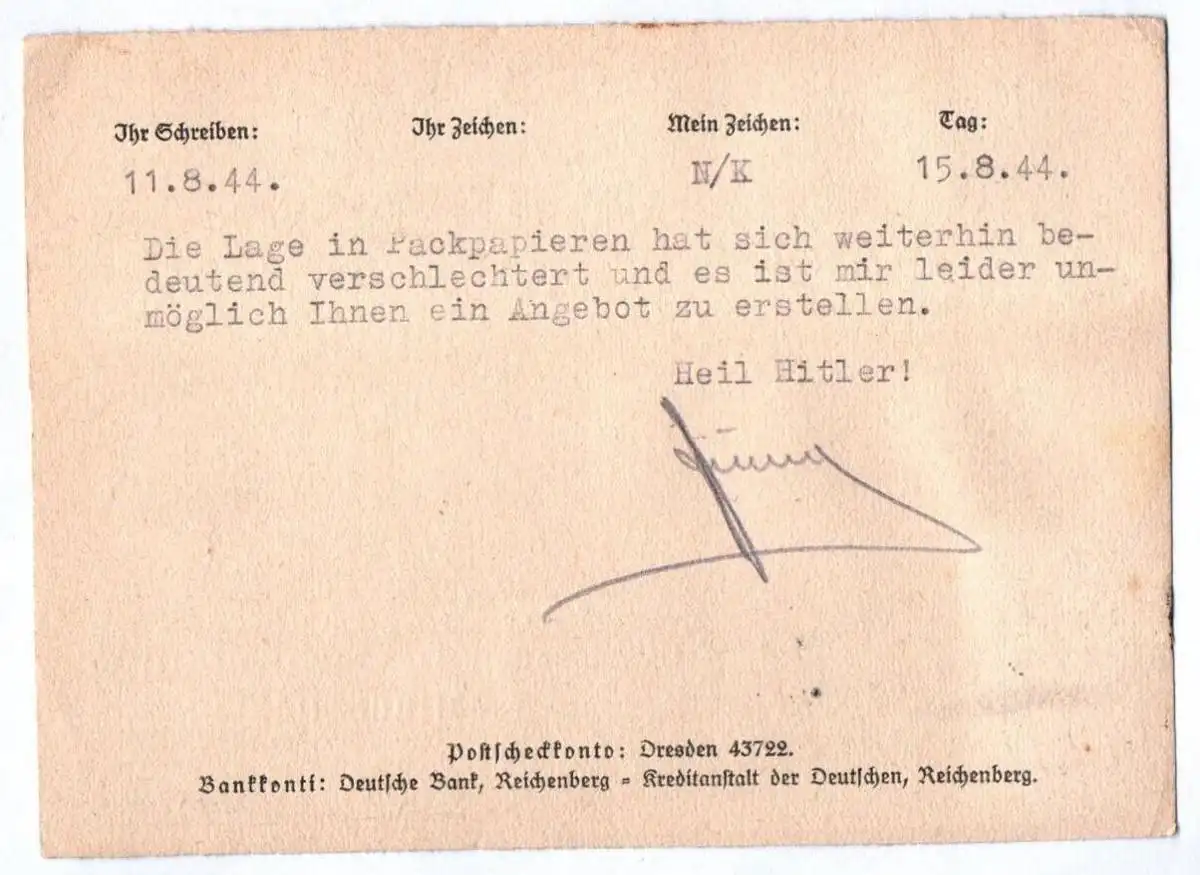 Ihr Schreiben: Ihr Zeichen: Mein Zeichen: Tag:
11.8.44. N/K 15.8.44.
Die Lage in Packpapieren hat sich weiterhin be-
deutend verschlechtert und es ist mir leider un-
möglich Ihnen ein Angebot zu erstellen.
Heil Hitler!
Postscheckkonto: Dresden 43722.
Bankkonti: Deutsche Bank, Reichenberg = Kreditanstalt der Deutschen, Reichenberg.